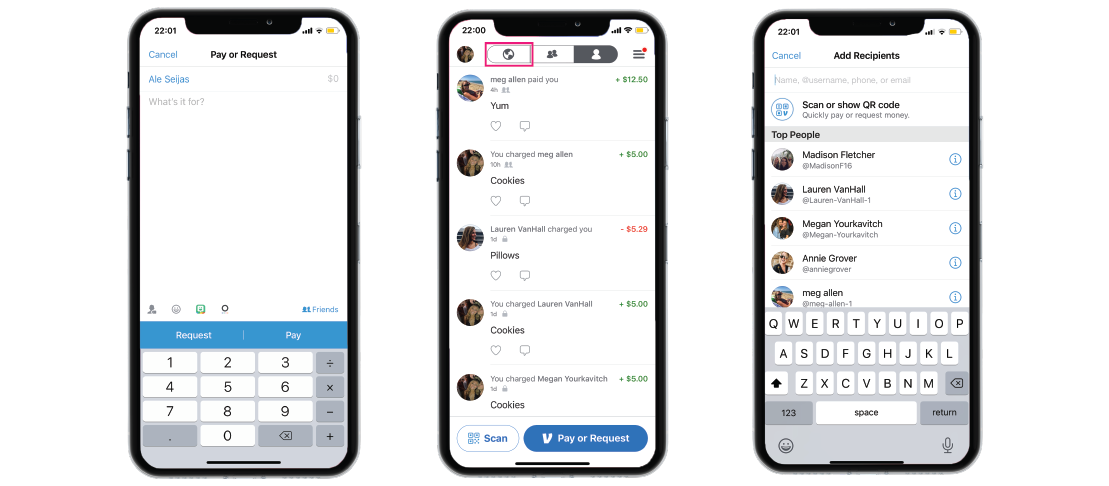 22:01
Cancel
Pay or Request
Ale Seijas
$0
What's it for?
Friends
Request
Pay
1 2 3 ÷
4 5 6 ×
7 8 9 −
. 0 +
22:00
meg allen paid you
+ $12.50
4h
Yum
You charged meg allen
+ $5.00
10h
Cookies
Lauren VanHall charged you
- $5.29
1d
Pillows
You charged Lauren VanHall
+ $5.00
1d
Cookies
You charged Megan Yourkavitch
+ $5.00
1d
Cookies
Scan
Pay or Request
22:01
Cancel
Add Recipients
Name, @username, phone, or email
Scan or show QR code
Quickly pay or request money.
Top People
Madison Fletcher
@MadisonF16
Lauren VanHall
@Lauren-VanHall-1
Megan Yourkavitch
@Megan-Yourkavitch
Annie Grover
@anniegrover
meg allen
@meg-allen-1
Q W E R T Y U I O P
A S D F G H J K L
Z X C V B N M
123 space return